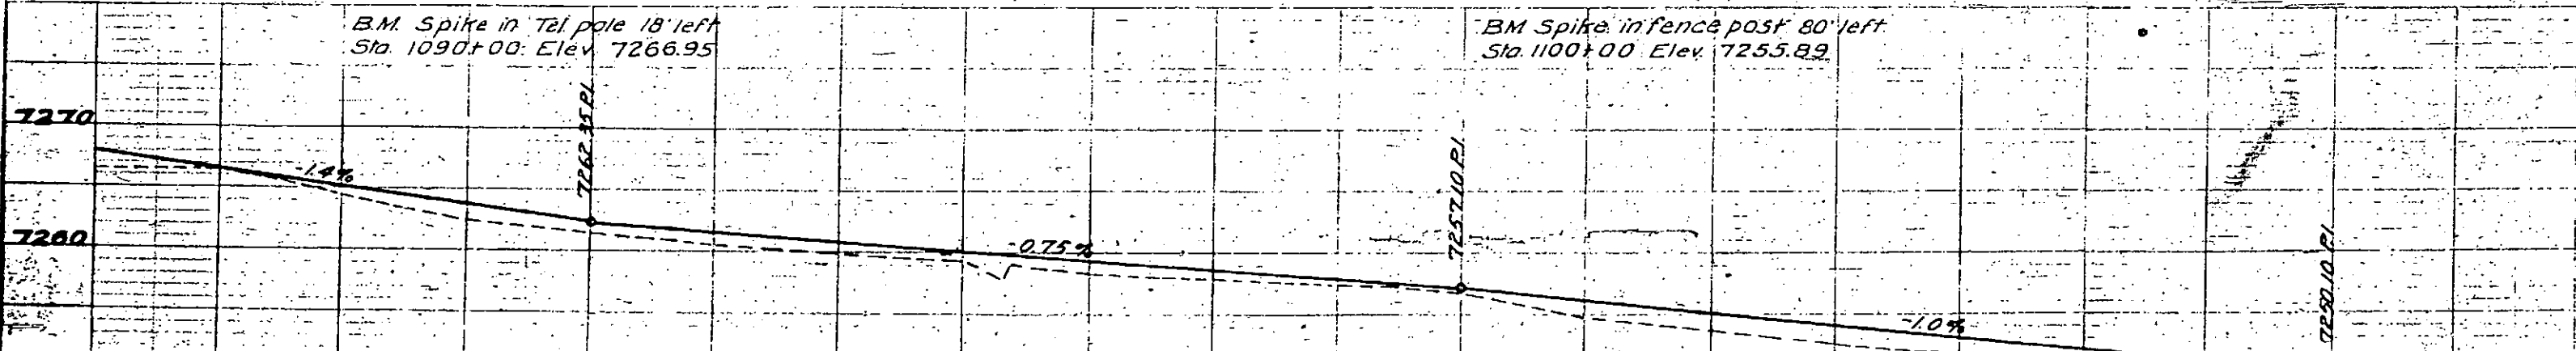 B.M. Spike in Tel. pole 18' left
Sta. 1090+00. Elev. 7266.95
BM Spike in fence post 80' left
Sta. 1100+00 Elev. 7255.89
7270
7262.35 P.I.
-1.4%
7257.10 P.I.
7260
-0.75%
7250.10 P.I.
-1.0%